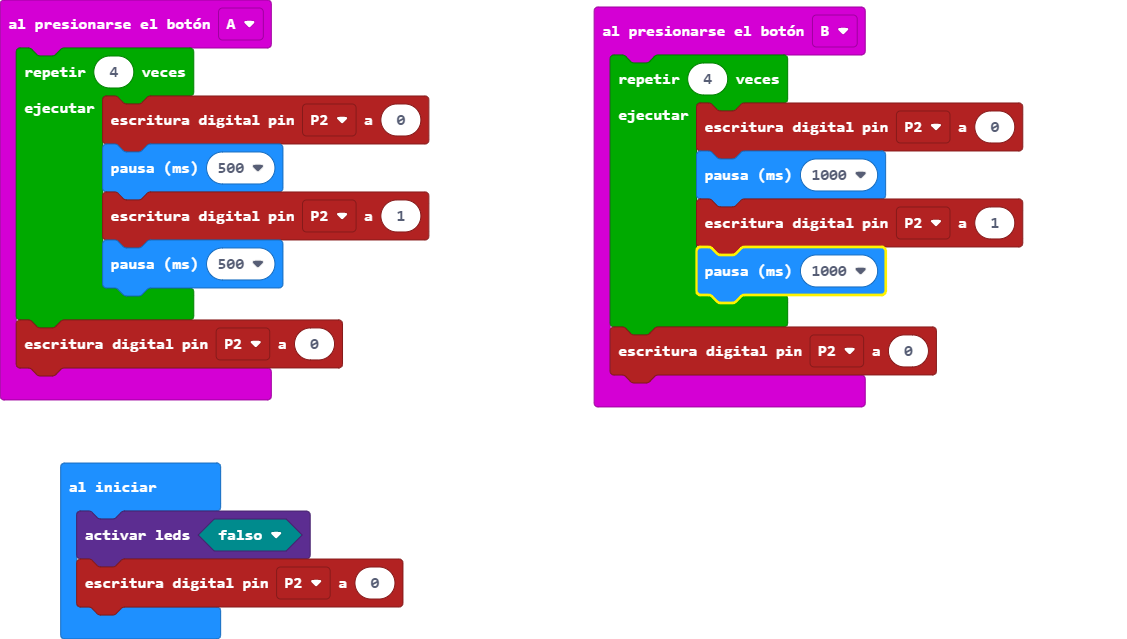 al presionarse el botón A
repetir 4 veces
ejecutar
escritura digital pin P2 a 0
pausa (ms) 500
escritura digital pin P2 a 1
pausa (ms) 500
escritura digital pin P2 a 0
al presionarse el botón B
repetir 4 veces
ejecutar
escritura digital pin P2 a 0
pausa (ms) 1000
escritura digital pin P2 a 1
pausa (ms) 1000
escritura digital pin P2 a 0
al iniciar
activar leds falso
escritura digital pin P2 a 0